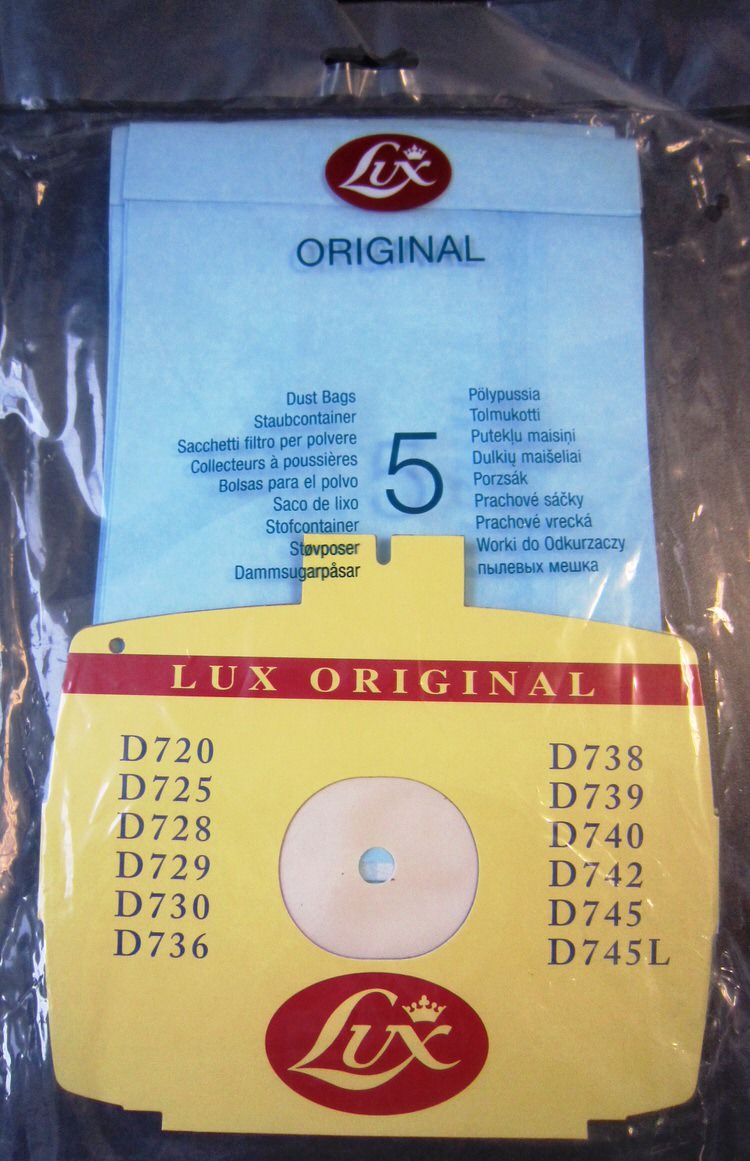 Lux
ORIGINAL
Dust Bags
Staubcontainer
Sacchetti filtro per polvere
Collecteurs à poussières
Bolsas para el polvo
Saco de lixo
Stofcontainer
Støvposer
Dammsugarpåsar
5
Pölypussia
Tolmukotti
Putekļu maisiņi
Dulkių maišeliai
Porzsák
Prachové sáčky
Prachové vrecká
Worki do Odkurzaczy
пылевых мешка
LUX ORIGINAL
D720
D725
D728
D729
D730
D736
D738
D739
D740
D742
D745
D745L
Lux